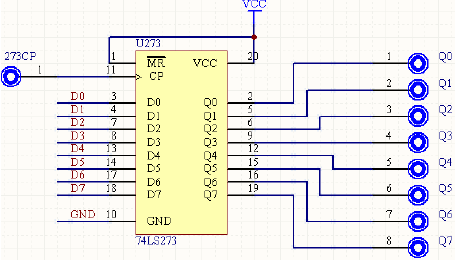 VCC
U273
273CP
1 20 1 Q0
MR VCC
1 11 CP
2 Q1
D0 3 D0 Q0 2
D1 4 D1 Q1 5 3 Q2
D2 7 D2 Q2 6
D3 8 D3 Q3 9 4 Q3
D4 13 D4 Q4 12
D5 14 D5 Q5 15 5 Q4
D6 17 D6 Q6 16
D7 18 D7 Q7 19 6 Q5
GND 10 GND 7 Q6
74LS273 8 Q7